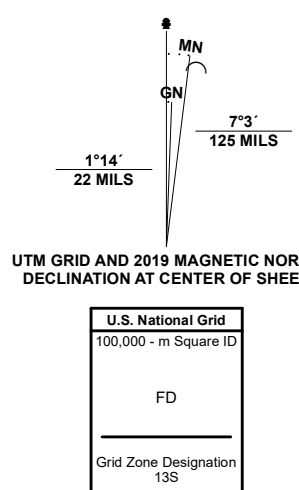 MN
GN
7°3´
125 MILS
1°14´
22 MILS
UTM GRID AND 2019 MAGNETIC NOR
DECLINATION AT CENTER OF SHEE
U.S. National Grid
100,000 - m Square ID
FD
Grid Zone Designation
13S